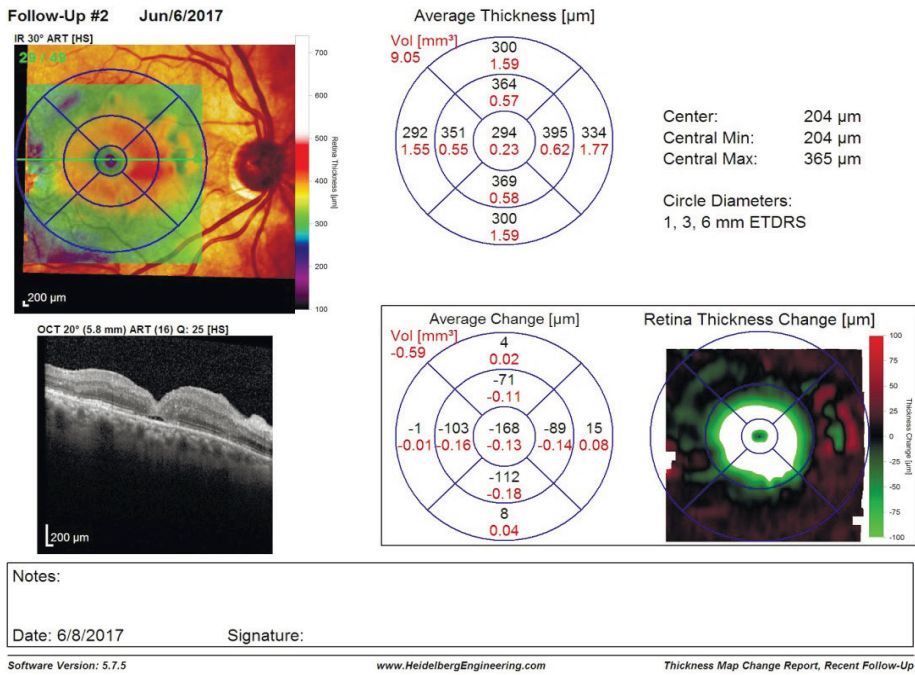 Follow-Up #2 Jun/6/2017
IR 30° ART [HS]
29 / 49
700
600
500
400
300
200
100
Retina Thickness [µm]
200 µm
Average Thickness [µm]
Vol [mm³]
9.05
300
1.59
364
0.57
292 351 294 395 334
1.55 0.55 0.23 0.62 1.77
369
0.58
300
1.59
Center: 204 µm
Central Min: 204 µm
Central Max: 365 µm
Circle Diameters:
1, 3, 6 mm ETDRS
OCT 20° (5.8 mm) ART (16) Q: 25 [HS]
200 µm
Average Change [µm]
Vol [mm³]
-0.59
4
0.02
-71
-0.11
-1 -103 -168 -89 15
-0.01 -0.16 -0.13 -0.14 0.08
-112
-0.18
8
0.04
Retina Thickness Change [µm]
100
75
50
25
0
-25
-50
-75
-100
Thickness Change [µm]
Notes:
Date: 6/8/2017 Signature:
Software Version: 5.7.5 www.HeidelbergEngineering.com Thickness Map Change Report, Recent Follow-Up